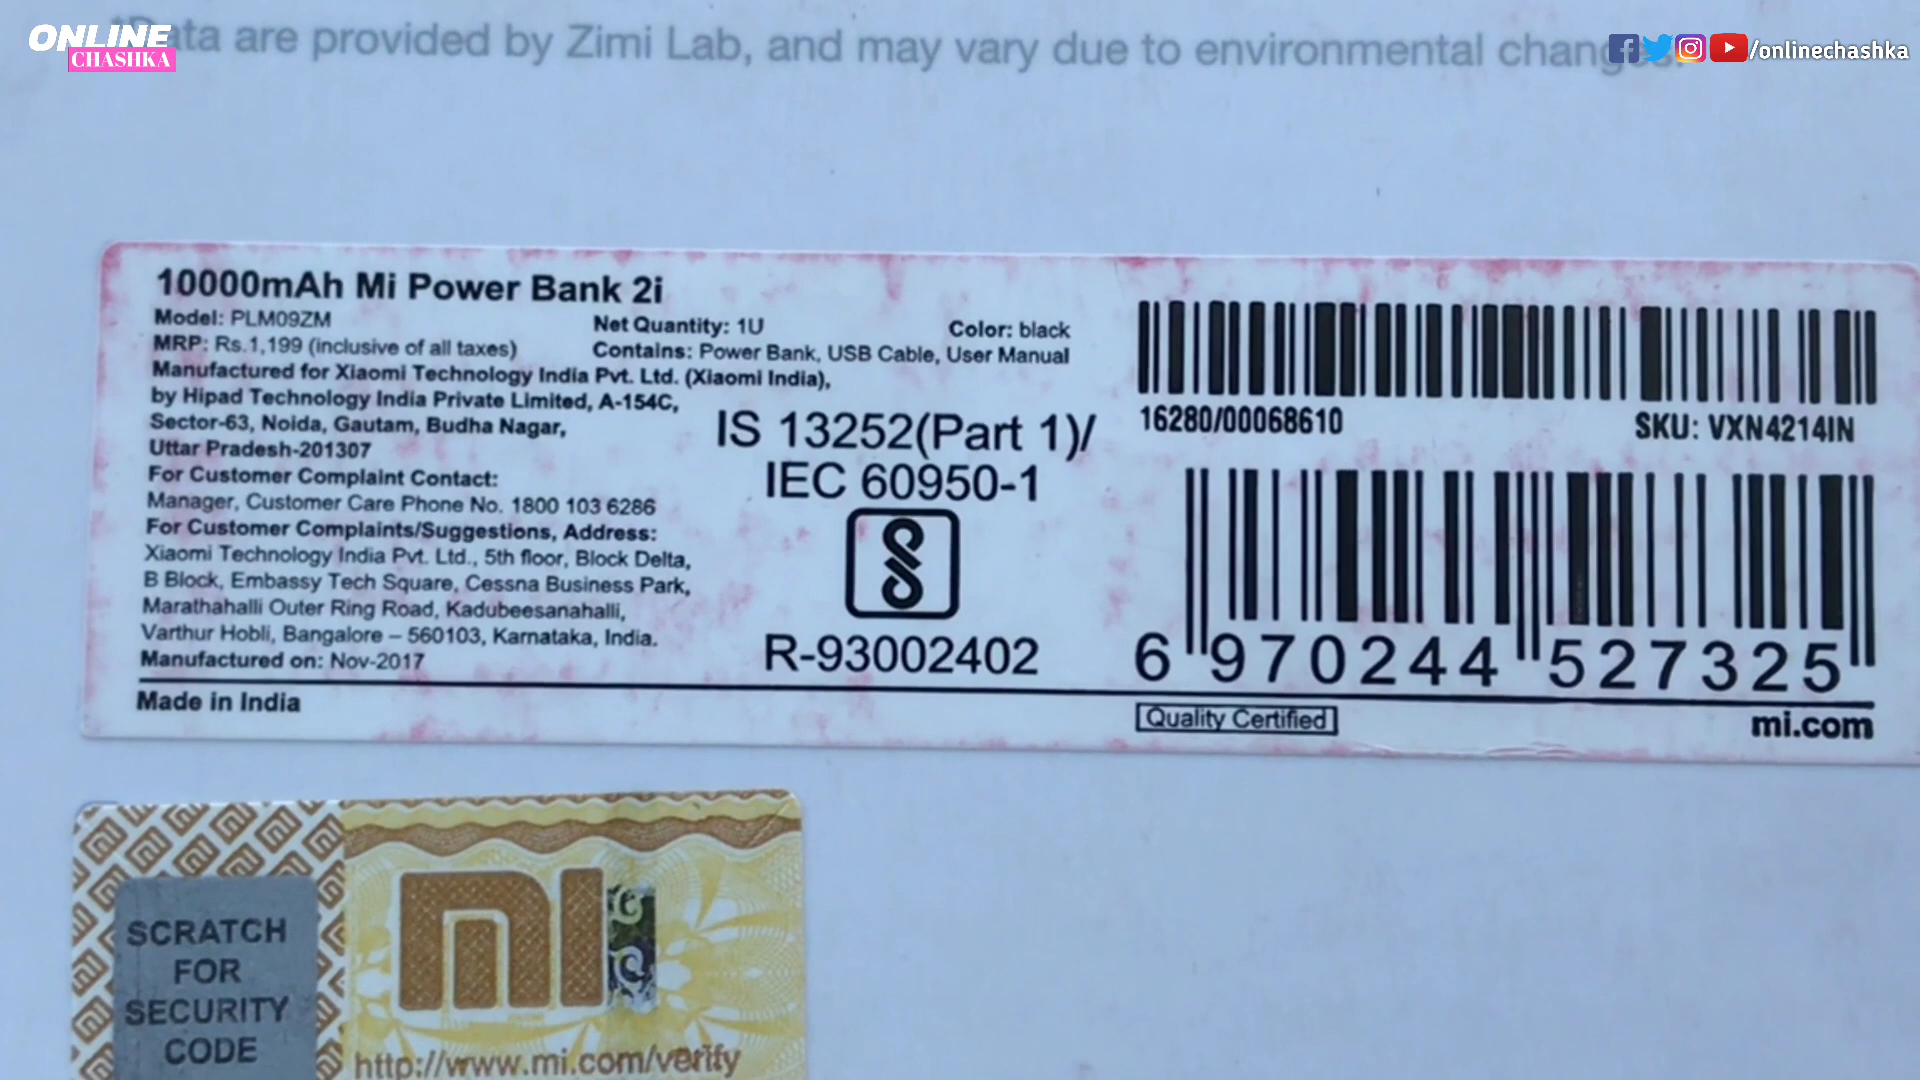 ONLINE
CHASHKA
/onlinechashka
*Data are provided by Zimi Lab, and may vary due to environmental changes.
10000mAh Mi Power Bank 2i
Model: PLM09ZM
Net Quantity: 1U
Color: black
MRP: Rs.1,199 (inclusive of all taxes)
Contains: Power Bank, USB Cable, User Manual
Manufactured for Xiaomi Technology India Pvt. Ltd. (Xiaomi India),
by Hipad Technology India Private Limited, A-154C,
Sector-63, Noida, Gautam, Budha Nagar,
Uttar Pradesh-201307
For Customer Complaint Contact:
Manager, Customer Care Phone No. 1800 103 6286
For Customer Complaints/Suggestions, Address:
Xiaomi Technology India Pvt. Ltd., 5th floor, Block Delta,
B Block, Embassy Tech Square, Cessna Business Park,
Marathahalli Outer Ring Road, Kadubeesanahalli,
Varthur Hobli, Bangalore – 560103, Karnataka, India.
Manufactured on: Nov-2017
Made in India
IS 13252(Part 1)/
IEC 60950-1
R-93002402
16280/00068610
SKU: VXN4214IN
6 970244 527325
Quality Certified
mi.com
SCRATCH
FOR
SECURITY
CODE
mi
http://www.mi.com/verify